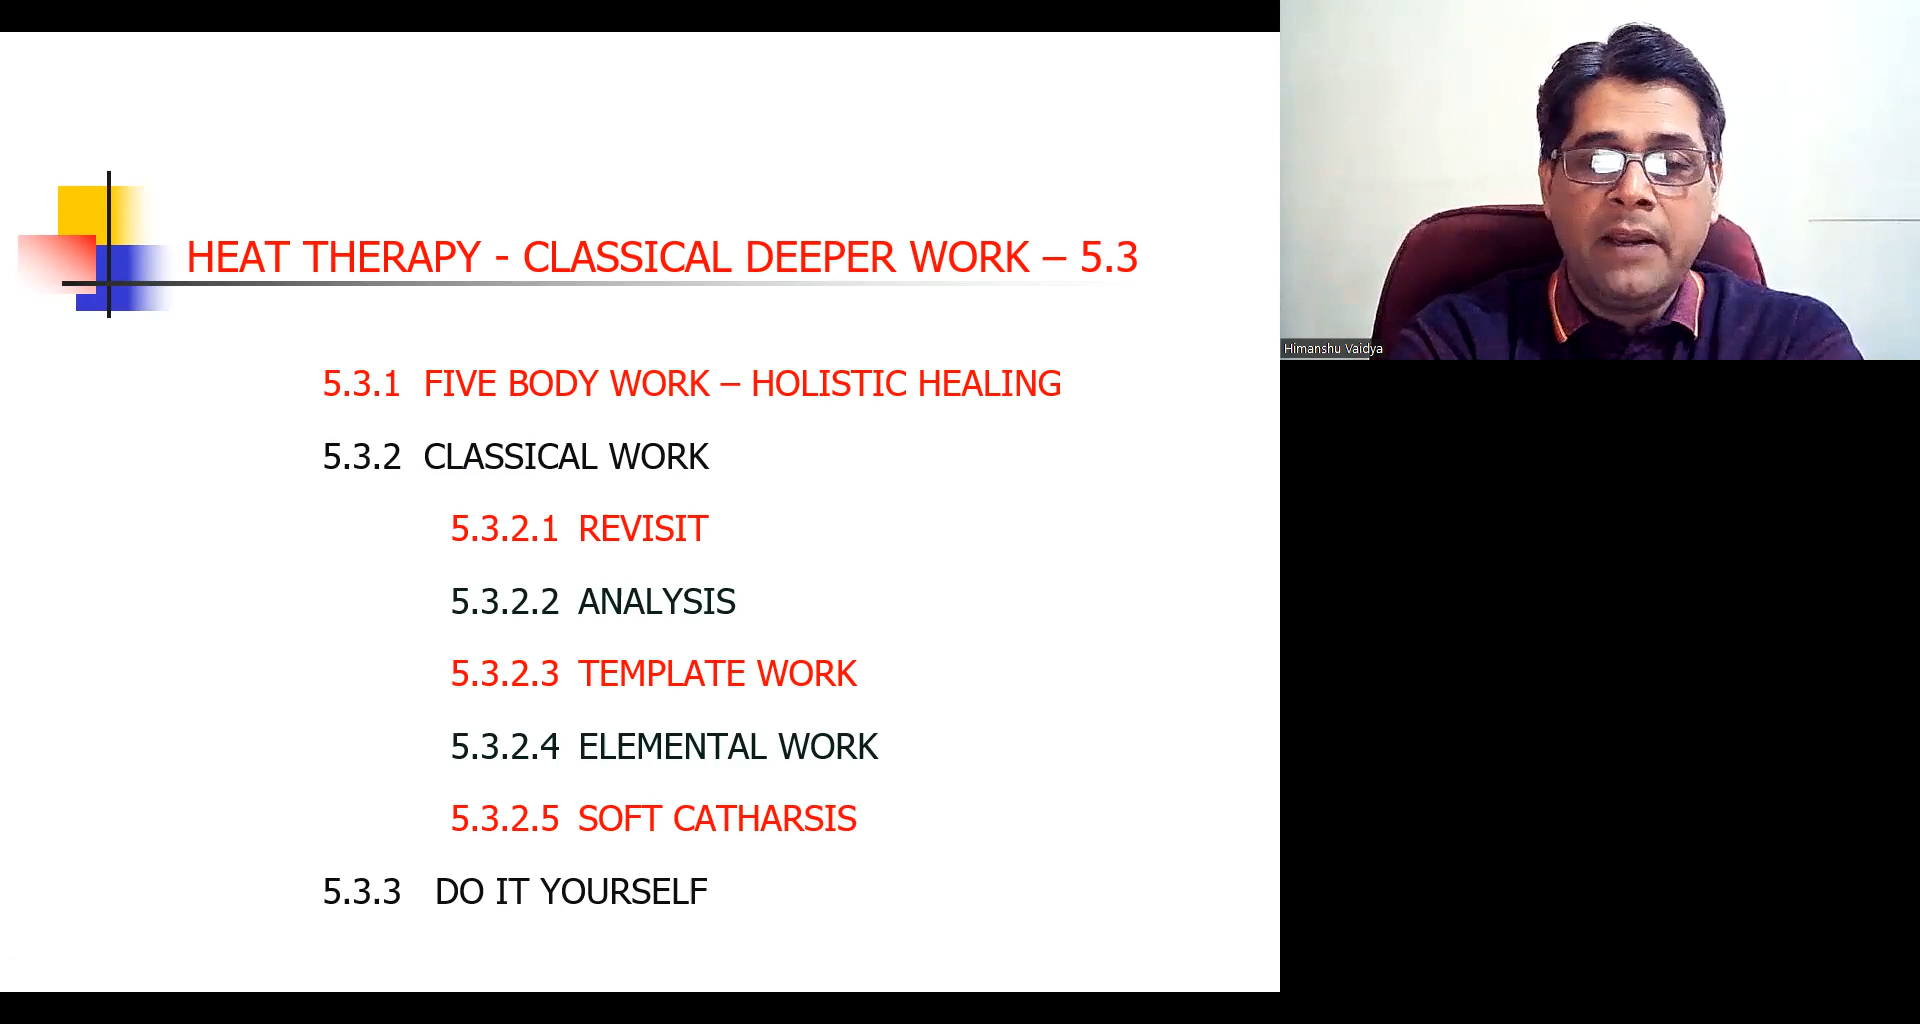 HEAT THERAPY - CLASSICAL DEEPER WORK – 5.3
5.3.1 FIVE BODY WORK – HOLISTIC HEALING
5.3.2 CLASSICAL WORK
5.3.2.1 REVISIT
5.3.2.2 ANALYSIS
5.3.2.3 TEMPLATE WORK
5.3.2.4 ELEMENTAL WORK
5.3.2.5 SOFT CATHARSIS
5.3.3 DO IT YOURSELF
Himanshu Vaidya